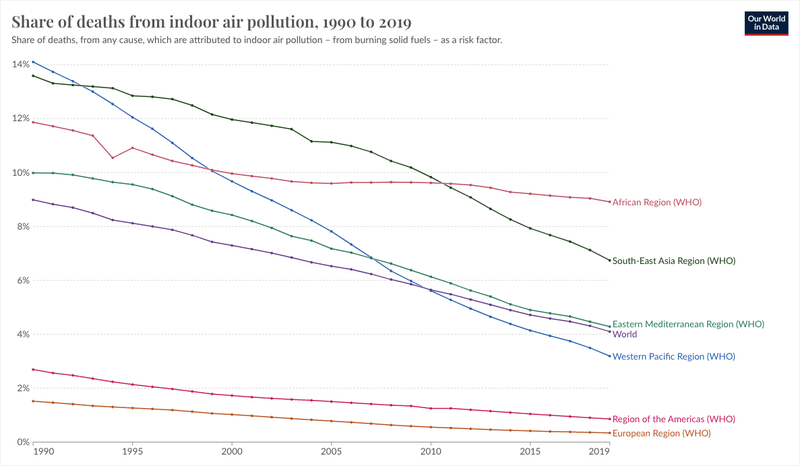 Share of deaths from indoor air pollution, 1990 to 2019
Our World
in Data
Share of deaths, from any cause, which are attributed to indoor air pollution – from burning solid fuels – as a risk factor.
14%
12%
10%
8%
6%
4%
2%
0%
African Region (WHO)
South-East Asia Region (WHO)
Eastern Mediterranean Region (WHO)
World
Western Pacific Region (WHO)
Region of the Americas (WHO)
European Region (WHO)
1990
1995
2000
2005
2010
2015
2019